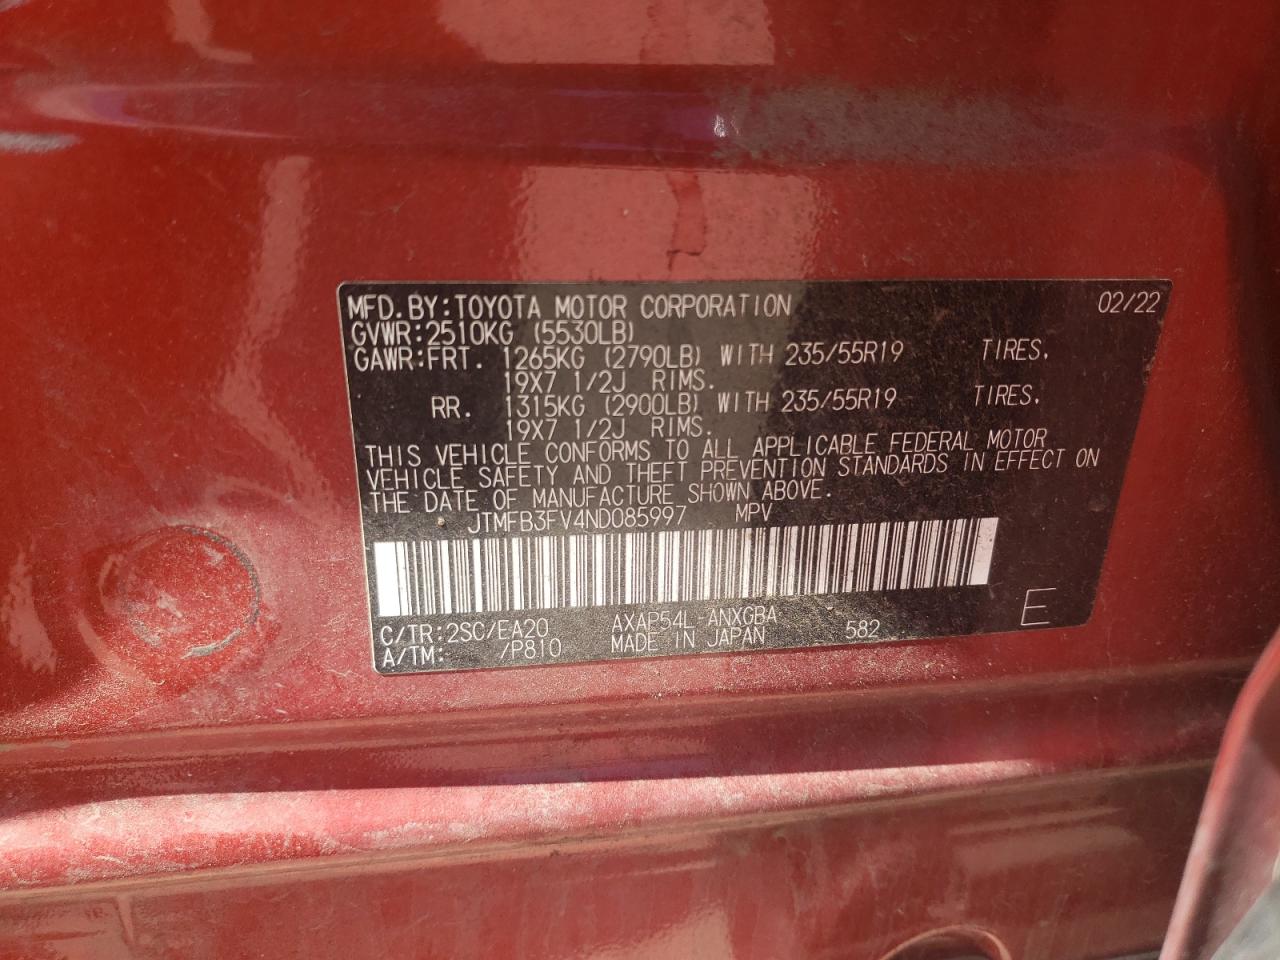 MFD.BY:TOYOTA MOTOR CORPORATION 02/22
GVWR:2510KG (5530LB)
GAWR:FRT. 1265KG (2790LB) WITH 235/55R19 TIRES.
19X7 1/2J RIMS.
RR. 1315KG (2900LB) WITH 235/55R19 TIRES.
19X7 1/2J RIMS.
THIS VEHICLE CONFORMS TO ALL APPLICABLE FEDERAL MOTOR
VEHICLE SAFETY AND THEFT PREVENTION STANDARDS IN EFFECT ON
THE DATE OF MANUFACTURE SHOWN ABOVE.
JTMFB3FV4ND085997 MPV
C/TR:2SC/EA20 AXAP54L-ANXGBA
A/TM: /P810 MADE IN JAPAN 582 E